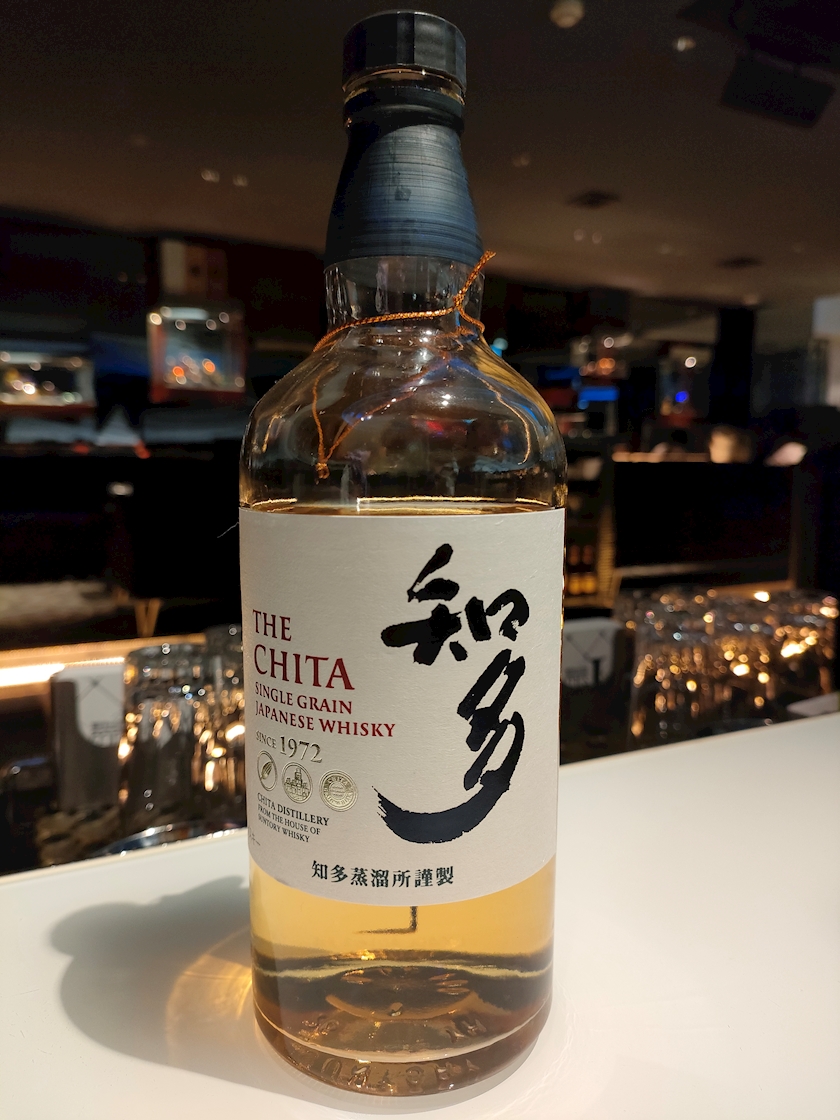 知多
THE
CHITA
SINGLE GRAIN
JAPANESE WHISKY
SINCE 1972
CHITA DISTILLERY
FROM THE HOUSE OF
SUNTORY WHISKY
知多蒸溜所謹製